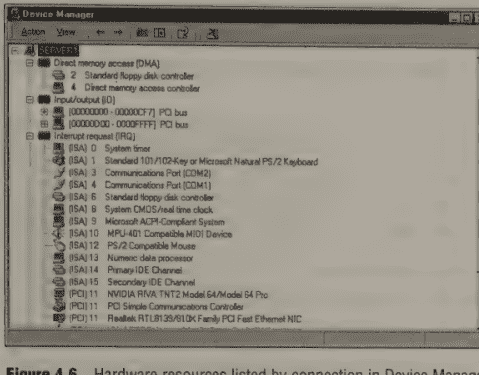 Device Manager
Action View
SERVER1
Direct memory access (DMA)
2 Standard floppy disk controller
4 Direct memory access controller
Input/output (IO)
[00000000 - 00000CF7] PCI bus
[00000D00 - 0000FFFF] PCI bus
Interrupt request (IRQ)
(ISA) 0 System timer
(ISA) 1 Standard 101/102-Key or Microsoft Natural PS/2 Keyboard
(ISA) 3 Communications Port (COM2)
(ISA) 4 Communications Port (COM1)
(ISA) 6 Standard floppy disk controller
(ISA) 8 System CMOS/real time clock
(ISA) 9 Microsoft ACPI-Compliant System
(ISA) 10 MPU-401 Compatible MIDI Device
(ISA) 12 PS/2 Compatible Mouse
(ISA) 13 Numeric data processor
(ISA) 14 Primary IDE Channel
(ISA) 15 Secondary IDE Channel
(PCI) 11 NVIDIA RIVA TNT2 Model 64/Model 64 Pro
(PCI) 11 PCI Simple Communications Controller
(PCI) 11 Realtek RTL8139/810X Family PCI Fast Ethernet NIC
Figure 4.6 Hardware resources listed by connection in Device Manage